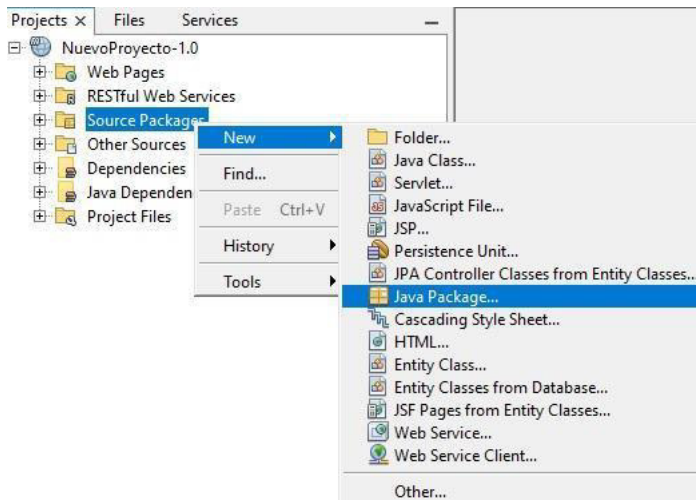 Projects × Files Services
NuevoProyecto-1.0
Web Pages
RESTful Web Services
Source Packages
Other Sources
Dependencies
Java Dependen
Project Files
New
Find...
Paste Ctrl+V
History
Tools
Folder...
Java Class...
Servlet...
JavaScript File...
JSP...
Persistence Unit...
JPA Controller Classes from Entity Classes...
Java Package...
Cascading Style Sheet...
HTML...
Entity Class...
Entity Classes from Database...
JSF Pages from Entity Classes...
Web Service...
Web Service Client...
Other...